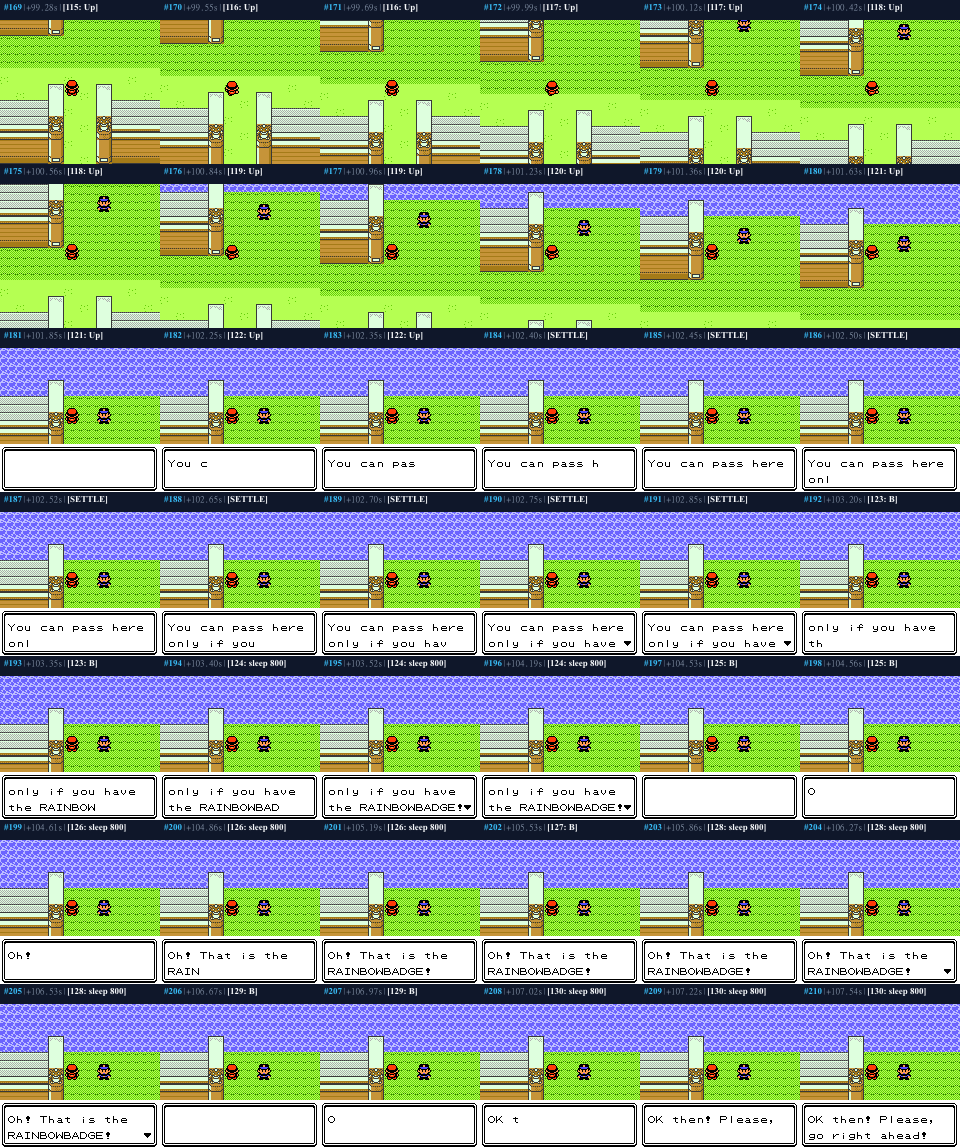 #169 |+99.28s| [115: Up]
#170 |+99.55s| [116: Up]
#171 |+99.69s| [116: Up]
#172 |+99.99s| [117: Up]
#173 |+100.12s| [117: Up]
#174 |+100.42s| [118: Up]
#175 |+100.56s| [118: Up]
#176 |+100.84s| [119: Up]
#177 |+100.96s| [119: Up]
#178 |+101.23s| [120: Up]
#179 |+101.36s| [120: Up]
#180 |+101.63s| [121: Up]
#181 |+101.85s| [121: Up]
#182 |+102.25s| [122: Up]
#183 |+102.35s| [122: Up]
#184 |+102.40s| [SETTLE]
#185 |+102.45s| [SETTLE]
#186 |+102.50s| [SETTLE]
You c
You can pas
You can pass h
You can pass here
You can pass here
onl
#187 |+102.52s| [SETTLE]
#188 |+102.65s| [SETTLE]
#189 |+102.70s| [SETTLE]
#190 |+102.75s| [SETTLE]
#191 |+102.85s| [SETTLE]
#192 |+103.20s| [123: B]
You can pass here
onl
You can pass here
only if you
You can pass here
only if you hav
You can pass here
only if you have
You can pass here
only if you have
only if you have
th
#193 |+103.35s| [123: B]
#194 |+103.40s| [124: sleep 800]
#195 |+103.52s| [124: sleep 800]
#196 |+104.19s| [124: sleep 800]
#197 |+104.53s| [125: B]
#198 |+104.56s| [125: B]
only if you have
the RAINBOW
only if you have
the RAINBOWBAD
only if you have
the RAINBOWBADGE!
only if you have
the RAINBOWBADGE!
O
#199 |+104.61s| [126: sleep 800]
#200 |+104.86s| [126: sleep 800]
#201 |+105.19s| [126: sleep 800]
#202 |+105.53s| [127: B]
#203 |+105.86s| [128: sleep 800]
#204 |+106.27s| [128: sleep 800]
Oh!
Oh! That is the
RAIN
Oh! That is the
RAINBOWBADGE!
Oh! That is the
RAINBOWBADGE!
Oh! That is the
RAINBOWBADGE!
Oh! That is the
RAINBOWBADGE!
#205 |+106.53s| [128: sleep 800]
#206 |+106.67s| [129: B]
#207 |+106.97s| [129: B]
#208 |+107.02s| [130: sleep 800]
#209 |+107.22s| [130: sleep 800]
#210 |+107.54s| [130: sleep 800]
Oh! That is the
RAINBOWBADGE!
O
OK t
OK then! Please,
OK then! Please,
go right ahead!